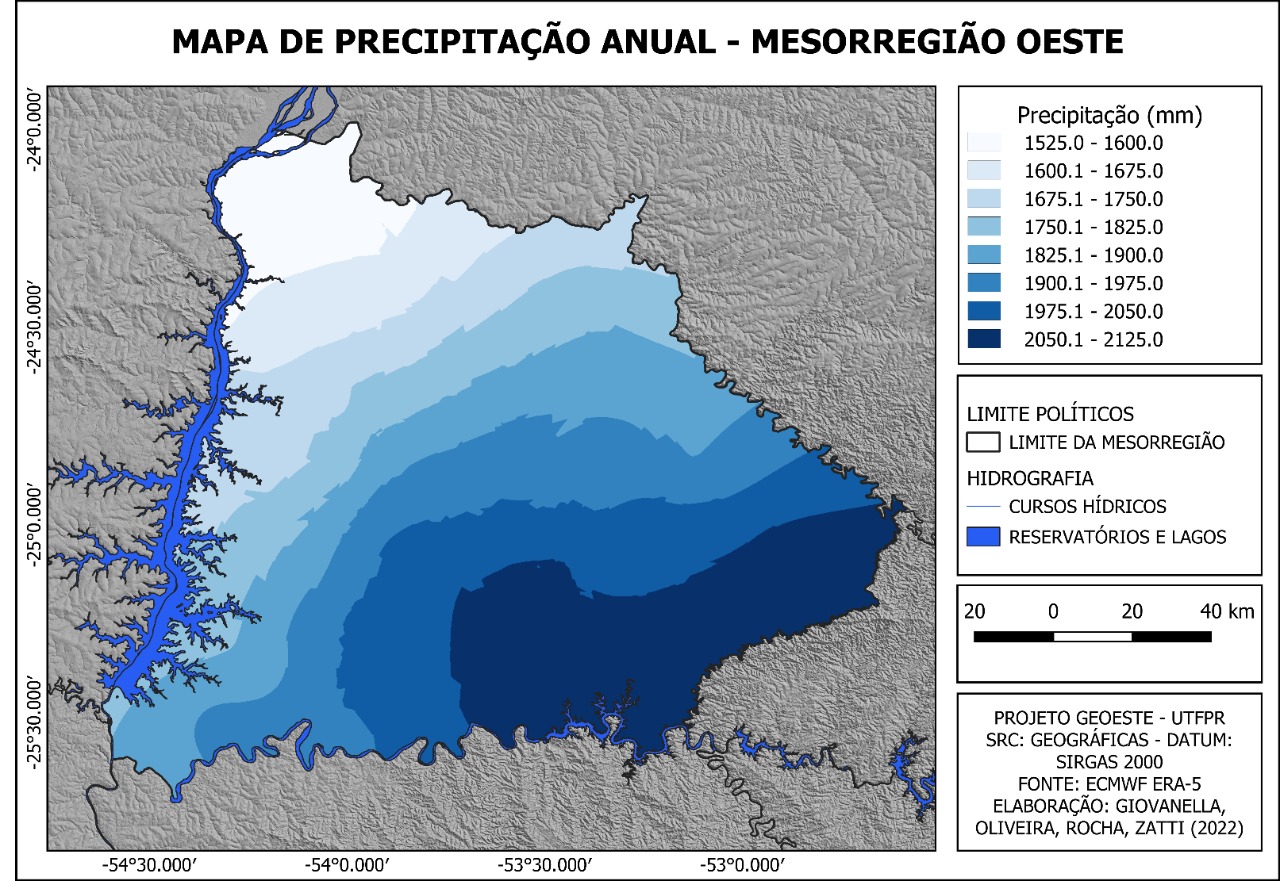 MAPA DE PRECIPITAÇÃO ANUAL - MESORREGIÃO OESTE
-24°0.000'
-24°30.000'
-25°0.000'
-25°30.000'
-54°30.000'
-54°0.000'
-53°30.000'
-53°0.000'
Precipitação (mm)
1525.0 - 1600.0
1600.1 - 1675.0
1675.1 - 1750.0
1750.1 - 1825.0
1825.1 - 1900.0
1900.1 - 1975.0
1975.1 - 2050.0
2050.1 - 2125.0
LIMITE POLÍTICOS
LIMITE DA MESORREGIÃO
HIDROGRAFIA
CURSOS HÍDRICOS
RESERVATÓRIOS E LAGOS
20 0 20 40 km
PROJETO GEOESTE - UTFPR
SRC: GEOGRÁFICAS - DATUM:
SIRGAS 2000
FONTE: ECMWF ERA-5
ELABORAÇÃO: GIOVANELLA,
OLIVEIRA, ROCHA, ZATTI (2022)